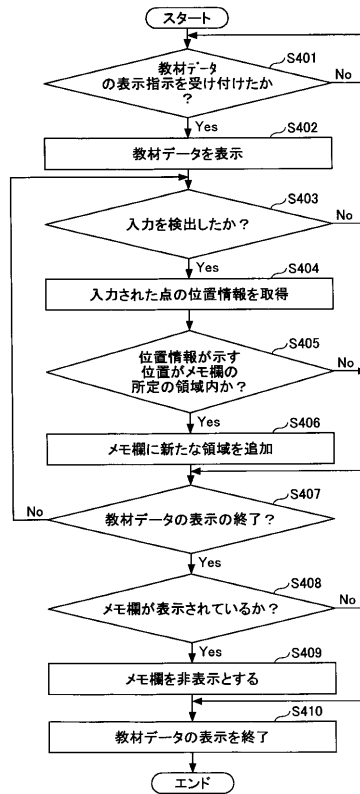 スタート
S401
教材データ
の表示指示を受け付けたか
?
No
Yes
S402
教材データを表示
S403
入力を検出したか?
No
Yes
S404
入力された点の位置情報を取得
S405
位置情報が示す
位置がメモ欄の
所定の領域内か?
No
Yes
S406
メモ欄に新たな領域を追加
S407
No
教材データの表示の終了?
Yes
S408
メモ欄が表示されているか?
No
Yes
S409
メモ欄を非表示とする
S410
教材データの表示を終了
エンド